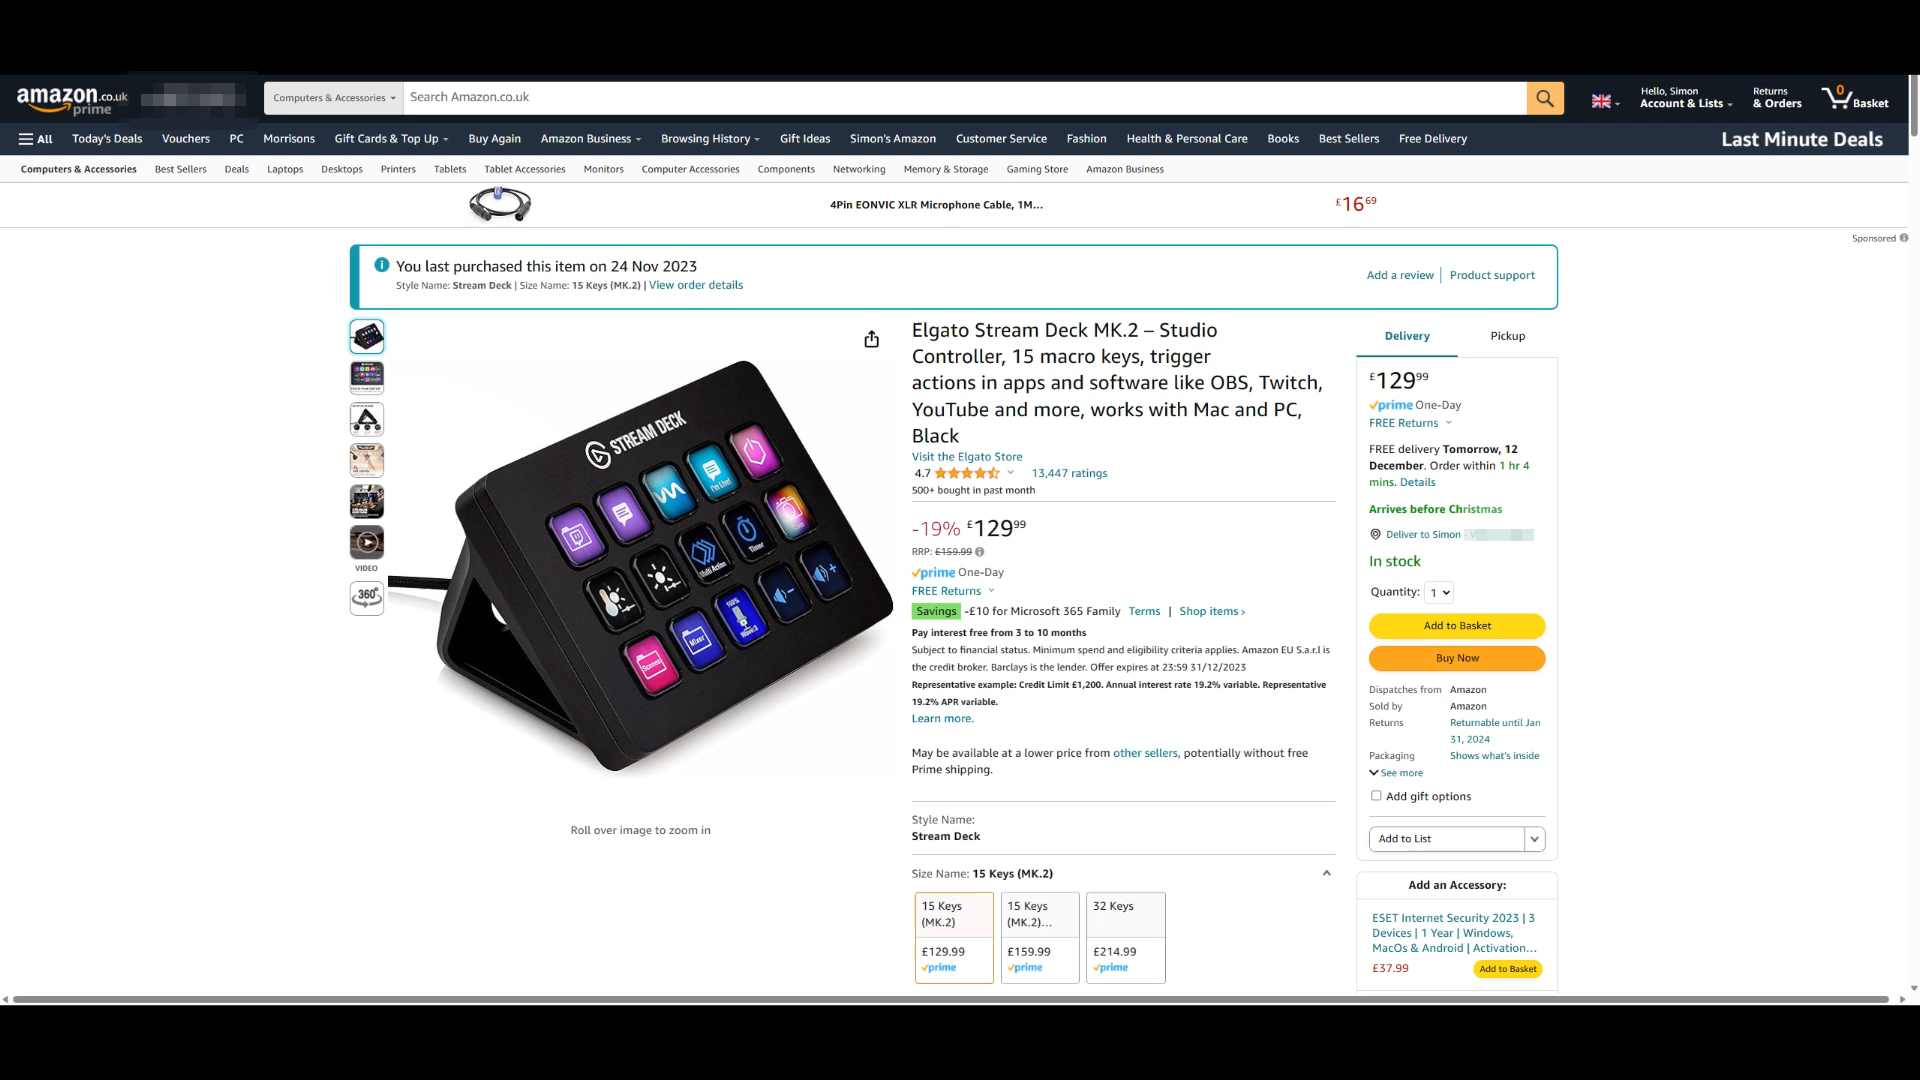 amazon.co.uk
prime
Computers & Accessories
Search Amazon.co.uk
Hello, Simon
Account & Lists
Returns
& Orders
0
Basket
All
Today's Deals
Vouchers
PC
Morrisons
Gift Cards & Top Up
Buy Again
Amazon Business
Browsing History
Gift Ideas
Simon's Amazon
Customer Service
Fashion
Health & Personal Care
Books
Best Sellers
Free Delivery
Last Minute Deals
Computers & Accessories
Best Sellers
Deals
Laptops
Desktops
Printers
Tablets
Tablet Accessories
Monitors
Computer Accessories
Components
Networking
Memory & Storage
Gaming Store
Amazon Business
4Pin EONVIC XLR Microphone Cable, 1M...
£16 69
Sponsored
You last purchased this item on 24 Nov 2023
Style Name: Stream Deck | Size Name: 15 Keys (MK.2) | View order details
Add a review | Product support
VIDEO
360°
STREAM DECK
I'm Live!
Timer
Multi Action
100%
Wave:3
Mixer
Scenes
Roll over image to zoom in
Elgato Stream Deck MK.2 – Studio
Controller, 15 macro keys, trigger
actions in apps and software like OBS, Twitch,
YouTube and more, works with Mac and PC,
Black
Visit the Elgato Store
4.7
13,447 ratings
500+ bought in past month
-19% £129 99
RRP: £159.99
prime One-Day
FREE Returns
Savings -£10 for Microsoft 365 Family Terms | Shop items ›
Pay interest free from 3 to 10 months
Subject to financial status. Minimum spend and eligibility criteria applies. Amazon EU S.a.r.l is
the credit broker. Barclays is the lender. Offer expires at 23:59 31/12/2023
Representative example: Credit Limit £1,200. Annual interest rate 19.2% variable. Representative
19.2% APR variable.
Learn more.
May be available at a lower price from other sellers, potentially without free
Prime shipping.
Style Name:
Stream Deck
Size Name: 15 Keys (MK.2)
15 Keys
(MK.2)
£129.99
prime
15 Keys
(MK.2)...
£159.99
prime
32 Keys
£214.99
prime
Delivery
Pickup
£129 99
prime One-Day
FREE Returns
FREE delivery Tomorrow, 12
December. Order within 1 hr 4
mins. Details
Arrives before Christmas
Deliver to Simon
In stock
Quantity: 1
Add to Basket
Buy Now
Dispatches from Amazon
Sold by Amazon
Returns Returnable until Jan
31, 2024
Packaging Shows what's inside
See more
Add gift options
Add to List
Add an Accessory:
ESET Internet Security 2023 | 3
Devices | 1 Year | Windows,
MacOs & Android | Activation...
£37.99
Add to Basket